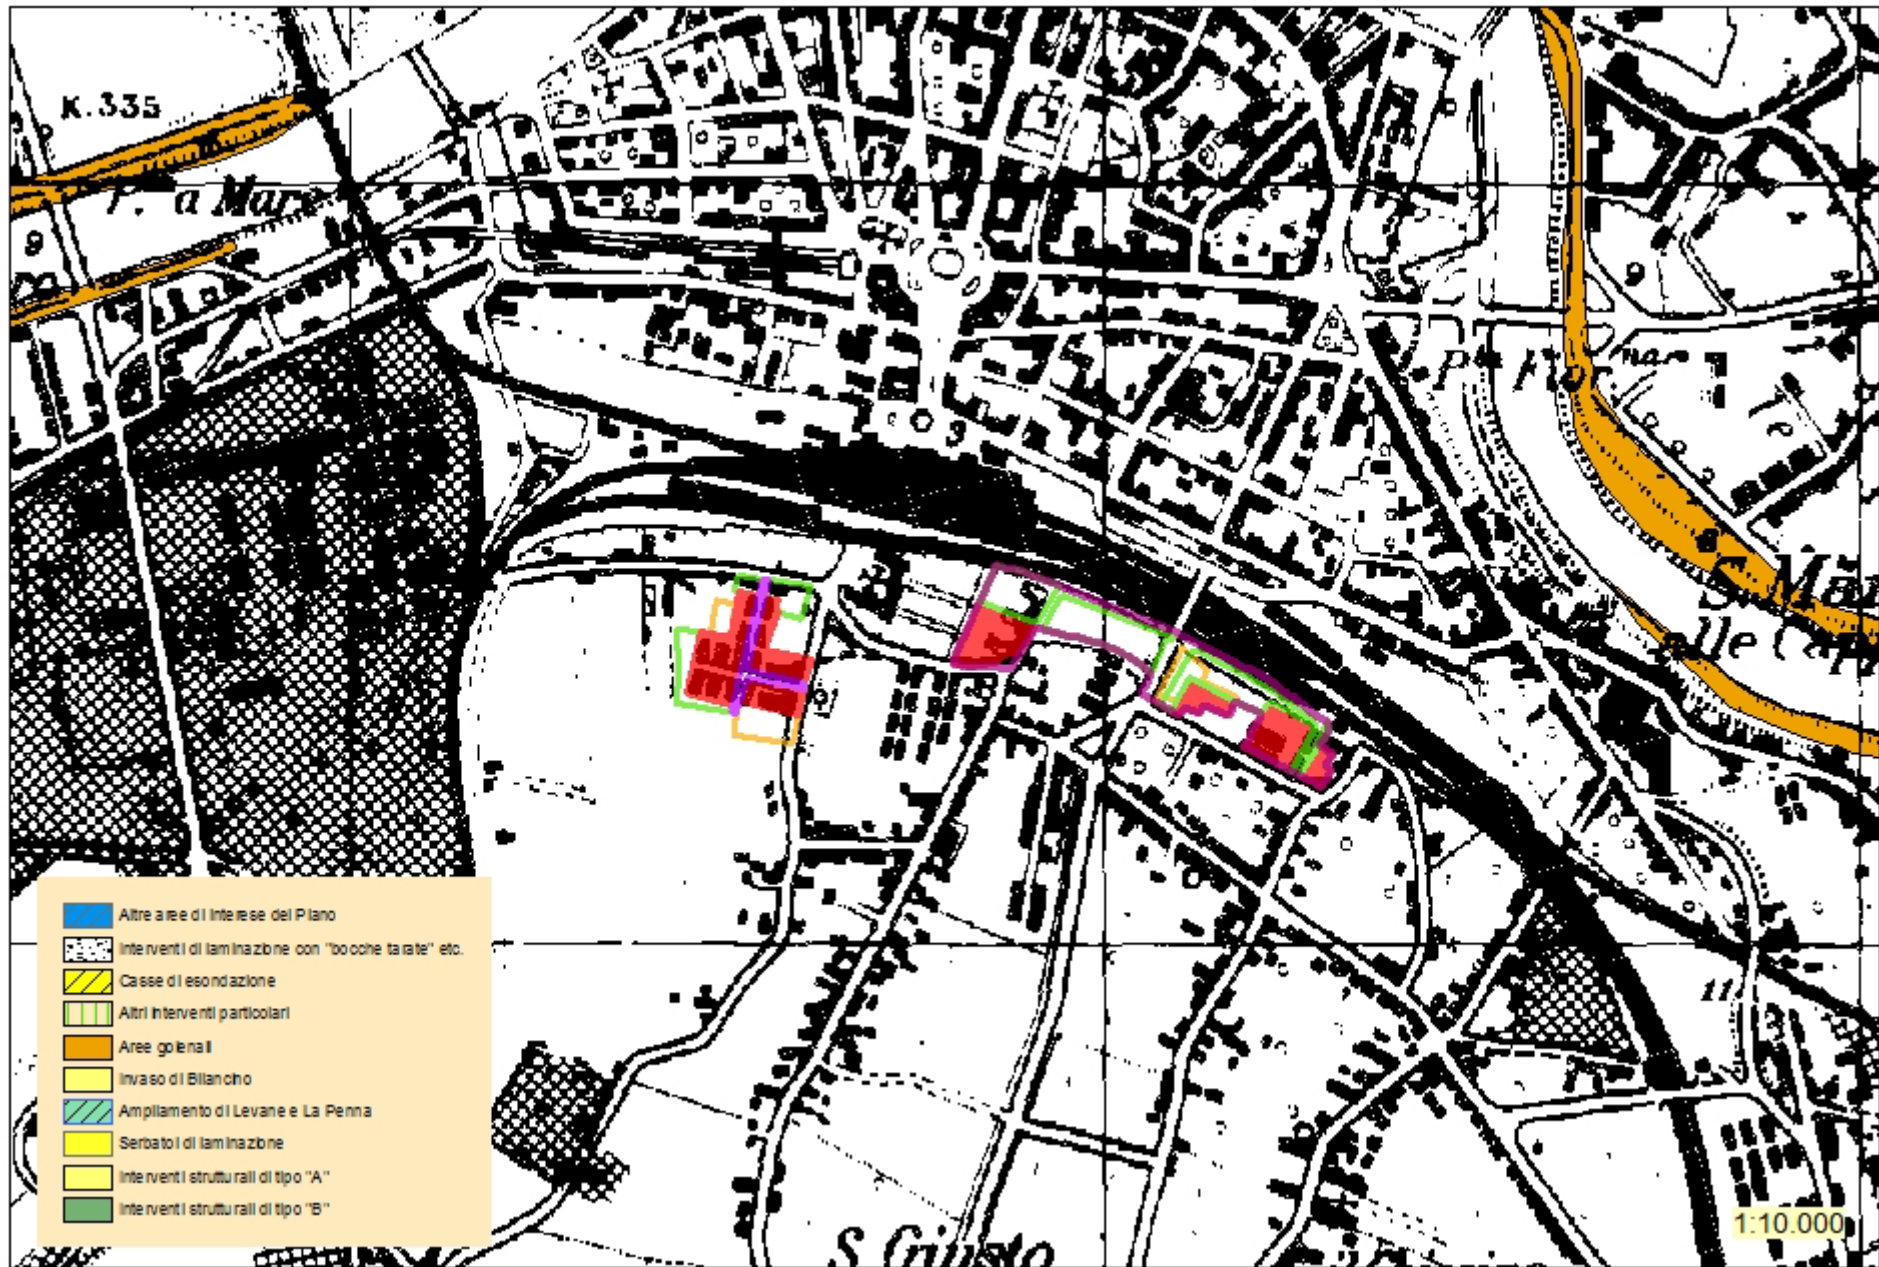 K.335
a Mare
9
9
3
Altre aree di interese del Piano
Interventi di laminazione con "bocche tarate" etc.
Casse di esondazione
Altri interventi particolari
Aree golenali
Invaso di Bilancino
Ampliamento di Levane e La Penna
Serbatoi di laminazione
Interventi strutturali di tipo "A"
Interventi strutturali di tipo "B"
11
1:10.000
S. Giusto